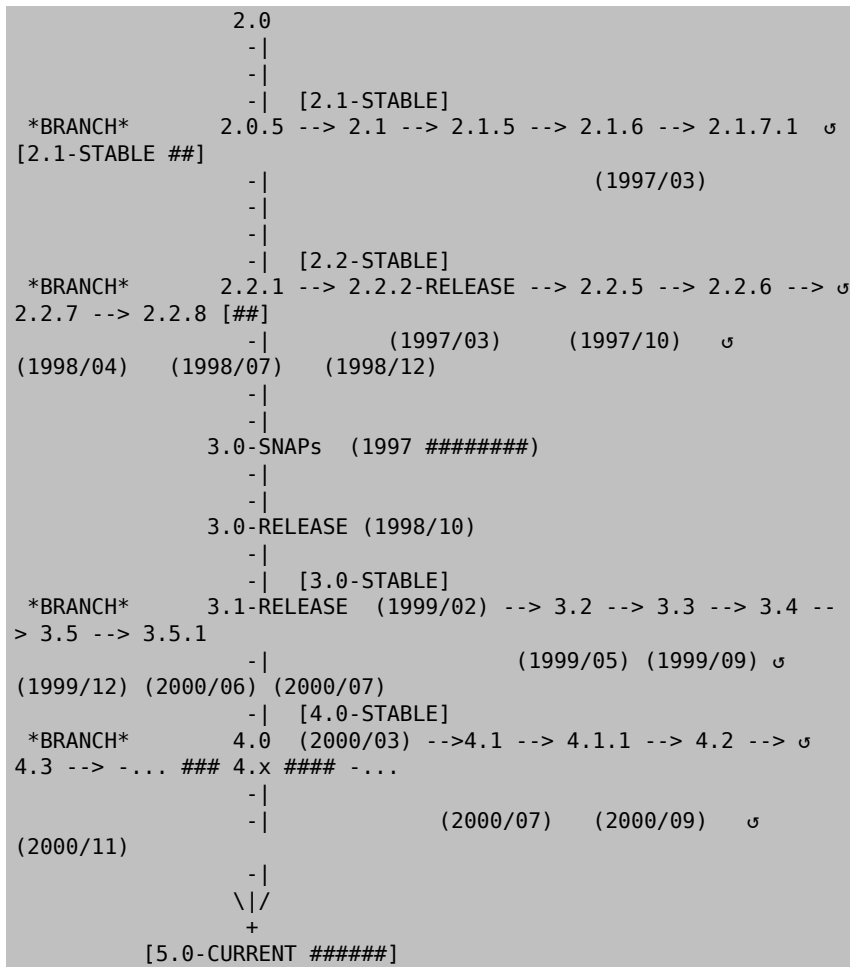 2.0
-|
-|
-| [2.1-STABLE]
*BRANCH* 2.0.5 --> 2.1 --> 2.1.5 --> 2.1.6 --> 2.1.7.1 ↺
[2.1-STABLE ##]
-| (1997/03)
-|
-|
-| [2.2-STABLE]
*BRANCH* 2.2.1 --> 2.2.2-RELEASE --> 2.2.5 --> 2.2.6 --> ↺
2.2.7 --> 2.2.8 [##]
-| (1997/03) (1997/10) ↺
(1998/04) (1998/07) (1998/12)
-|
-|
3.0-SNAPs (1997 ########)
-|
-|
3.0-RELEASE (1998/10)
-|
-| [3.0-STABLE]
*BRANCH* 3.1-RELEASE (1999/02) --> 3.2 --> 3.3 --> 3.4 --
> 3.5 --> 3.5.1
-| (1999/05) (1999/09) ↺
(1999/12) (2000/06) (2000/07)
-| [4.0-STABLE]
*BRANCH* 4.0 (2000/03) -->4.1 --> 4.1.1 --> 4.2 --> ↺
4.3 --> -... ### 4.x #### -...
-|
-| (2000/07) (2000/09) ↺
(2000/11)
-|
\|/
+
[5.0-CURRENT ######]